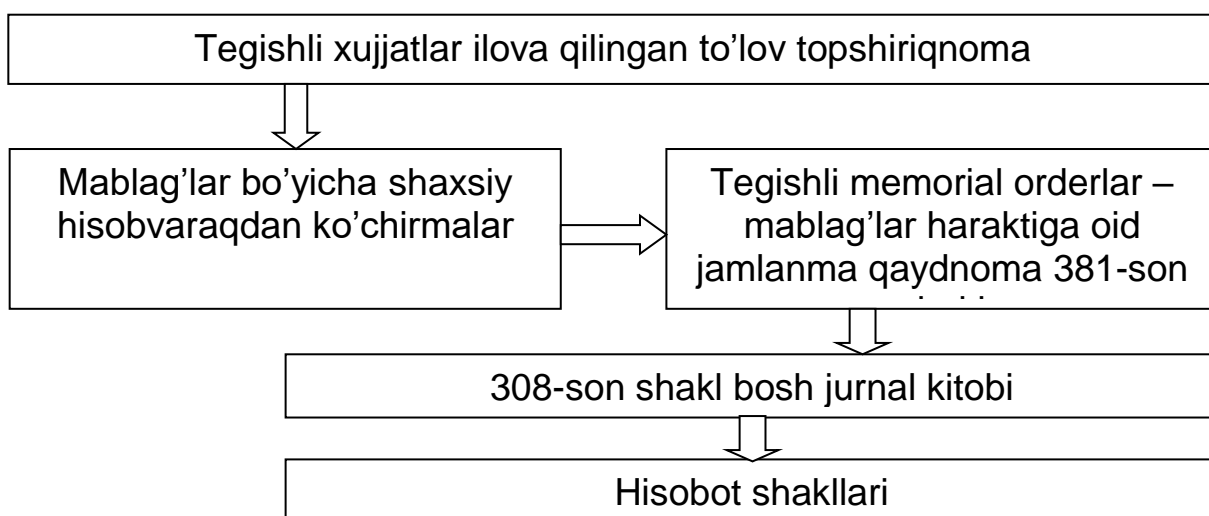 Tegishli xujjatlar ilova qilingan to’lov topshiriqnoma
Mablag’lar bo’yicha shaxsiy
hisobvaraqdan ko’chirmalar
Tegishli memorial orderlar –
mablag’lar haraktiga oid
jamlanma qaydnoma 381-son
308-son shakl bosh jurnal kitobi
Hisobot shakllari